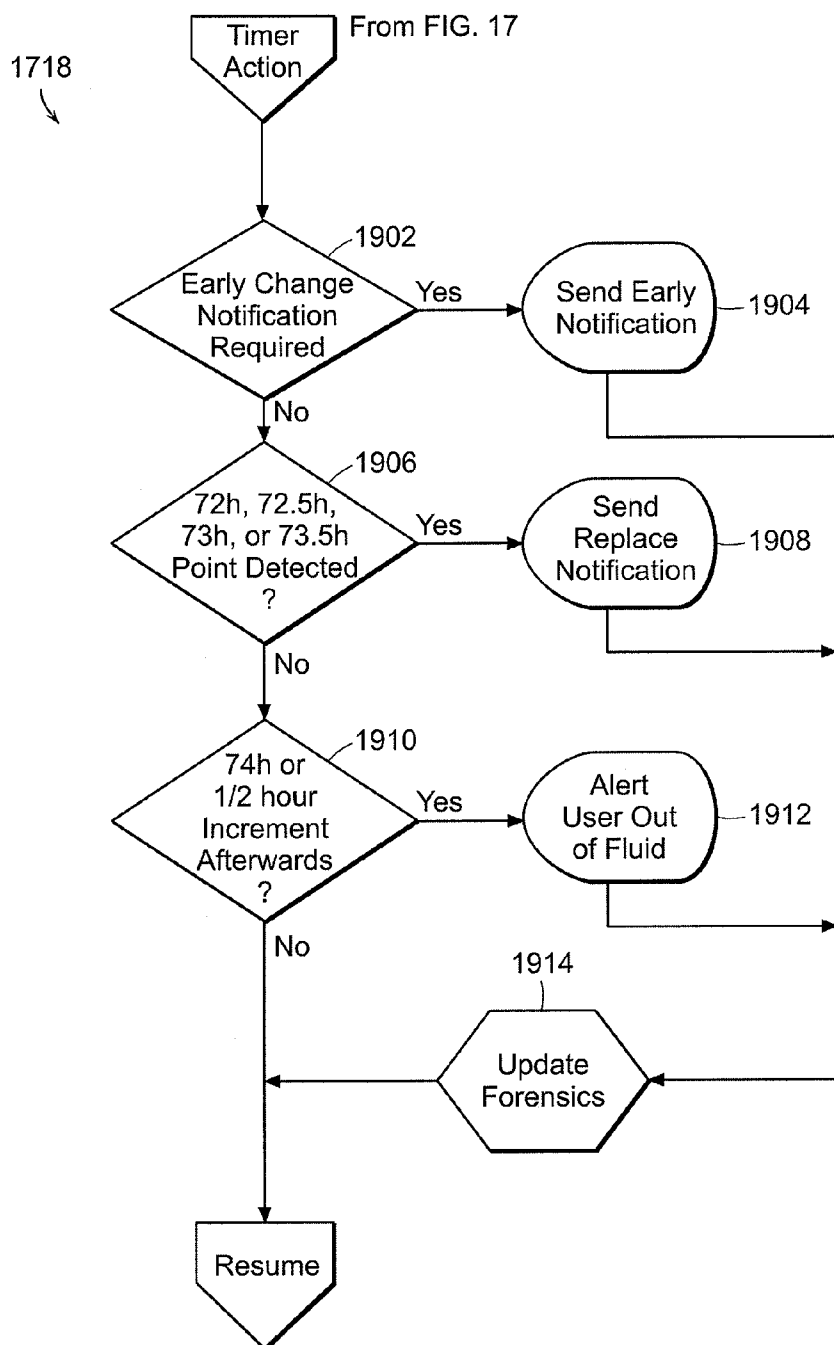 From FIG. 17
Timer
Action
1718
1902
Early Change
Notification
Required
Yes
Send Early
Notification
1904
No
1906
72h, 72.5h,
73h, or 73.5h
Point Detected
?
Yes
Send
Replace
Notification
1908
No
1910
74h or
1/2 hour
Increment
Afterwards
?
Yes
Alert
User Out
of Fluid
1912
No
1914
Update
Forensics
Resume